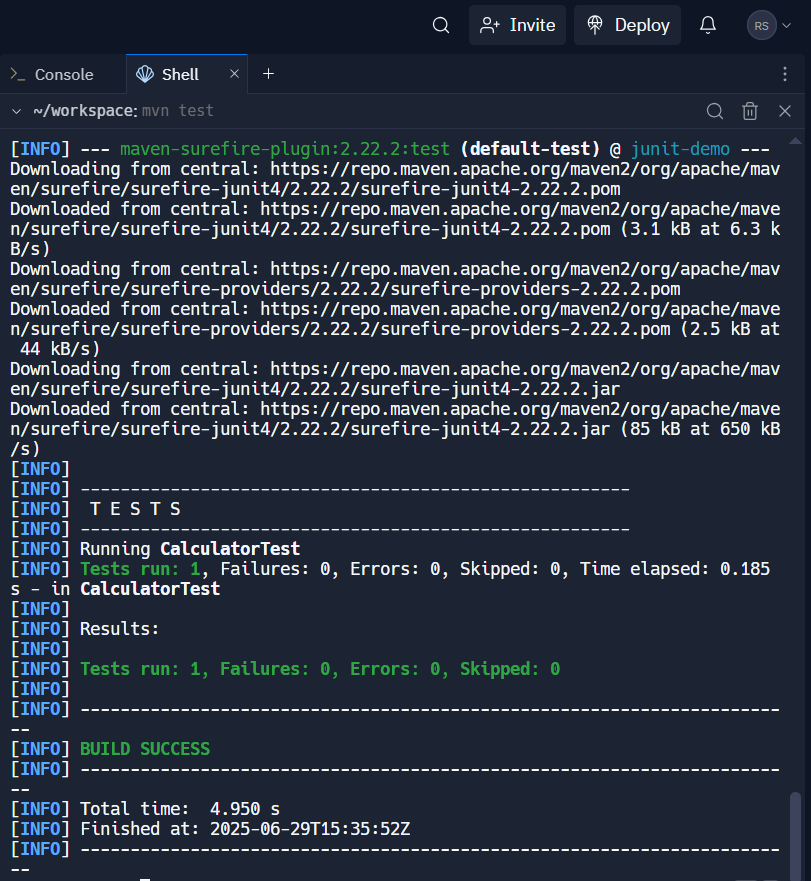 Invite
Deploy
RS
>_ Console
Shell
×
+
~/workspace: mvn test
[INFO] --- maven-surefire-plugin:2.22.2:test (default-test) @ junit-demo ---
Downloading from central: https://repo.maven.apache.org/maven2/org/apache/mav
en/surefire/surefire-junit4/2.22.2/surefire-junit4-2.22.2.pom
Downloaded from central: https://repo.maven.apache.org/maven2/org/apache/mave
n/surefire/surefire-junit4/2.22.2/surefire-junit4-2.22.2.pom (3.1 kB at 6.3 k
B/s)
Downloading from central: https://repo.maven.apache.org/maven2/org/apache/mav
en/surefire/surefire-providers/2.22.2/surefire-providers-2.22.2.pom
Downloaded from central: https://repo.maven.apache.org/maven2/org/apache/mave
n/surefire/surefire-providers/2.22.2/surefire-providers-2.22.2.pom (2.5 kB at
 44 kB/s)
Downloading from central: https://repo.maven.apache.org/maven2/org/apache/mav
en/surefire/surefire-junit4/2.22.2/surefire-junit4-2.22.2.jar
Downloaded from central: https://repo.maven.apache.org/maven2/org/apache/mave
n/surefire/surefire-junit4/2.22.2/surefire-junit4-2.22.2.jar (85 kB at 650 kB
/s)
[INFO]
[INFO] -------------------------------------------------------
[INFO]  T E S T S
[INFO] -------------------------------------------------------
[INFO] Running CalculatorTest
[INFO] Tests run: 1, Failures: 0, Errors: 0, Skipped: 0, Time elapsed: 0.185
s - in CalculatorTest
[INFO]
[INFO] Results:
[INFO]
[INFO] Tests run: 1, Failures: 0, Errors: 0, Skipped: 0
[INFO]
[INFO] ----------------------------------------------------------------------
--
[INFO] BUILD SUCCESS
[INFO] ----------------------------------------------------------------------
--
[INFO] Total time:  4.950 s
[INFO] Finished at: 2025-06-29T15:35:52Z
[INFO] ----------------------------------------------------------------------
--